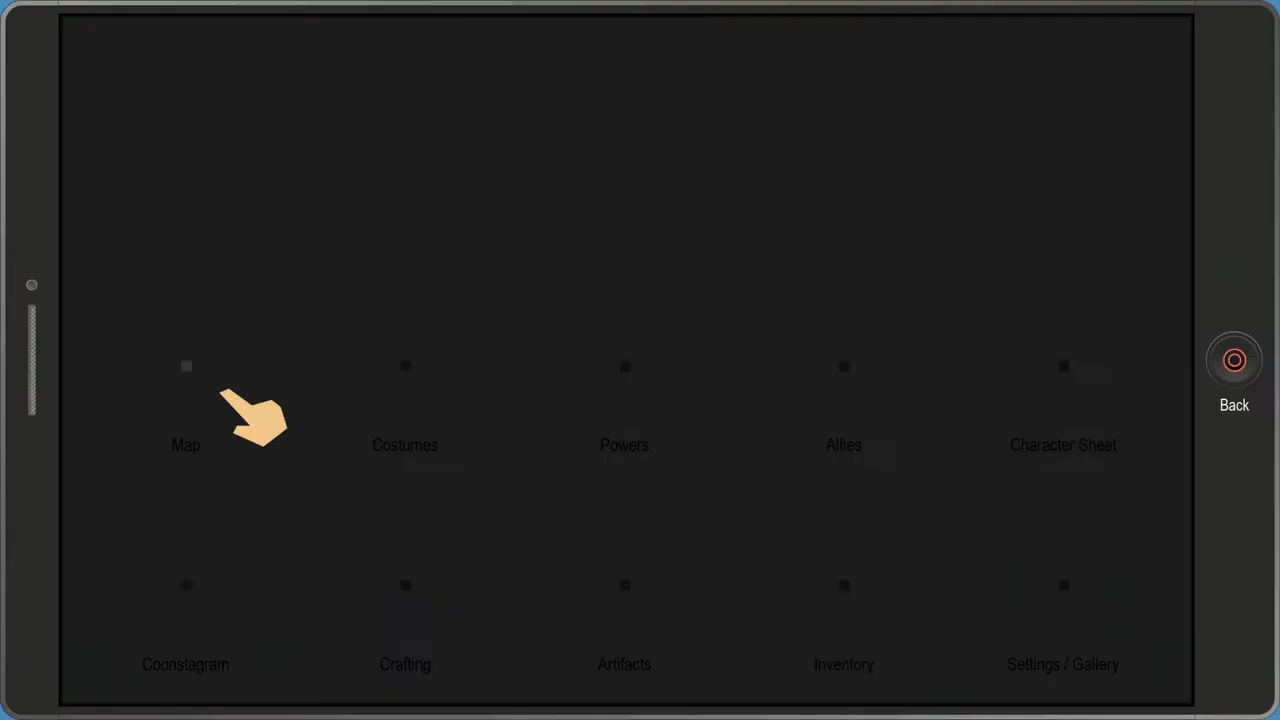 Back
Map
Costumes
Powers
Allies
Character Sheet
Coonstagram
Crafting
Artifacts
Inventory
Settings / Gallery